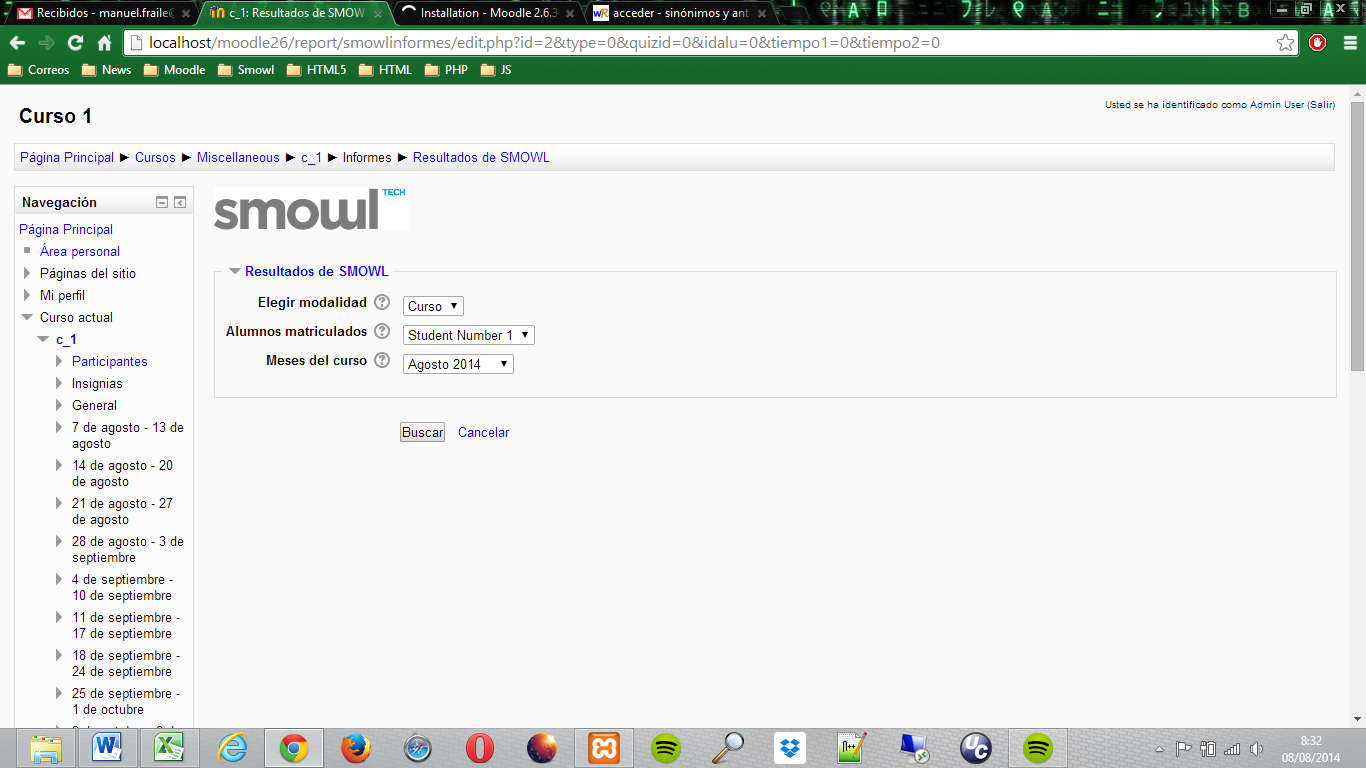 Recibidos - manuel.fraile@
c_1: Resultados de SMOW
Installation - Moodle 2.6.3
acceder - sinónimos y ant
localhost/moodle26/report/smowlinformes/edit.php?id=2&type=0&quizid=0&idalu=0&tiempo1=0&tiempo2=0
Correos News Moodle Smowl HTML5 HTML PHP JS
Curso 1
Usted se ha identificado como Admin User (Salir)
Página Principal ► Cursos ► Miscellaneous ► c_1 ► Informes ► Resultados de SMOWL
Navegación
Página Principal
Área personal
Páginas del sitio
Mi perfil
Curso actual
c_1
Participantes
Insignias
General
7 de agosto - 13 de
agosto
14 de agosto - 20
de agosto
21 de agosto - 27
de agosto
28 de agosto - 3 de
septiembre
4 de septiembre -
10 de septiembre
11 de septiembre -
17 de septiembre
18 de septiembre -
24 de septiembre
25 de septiembre -
1 de octubre
smowl TECH
Resultados de SMOWL
Elegir modalidad Curso
Alumnos matriculados Student Number 1
Meses del curso Agosto 2014
Buscar Cancelar
8:32
08/08/2014